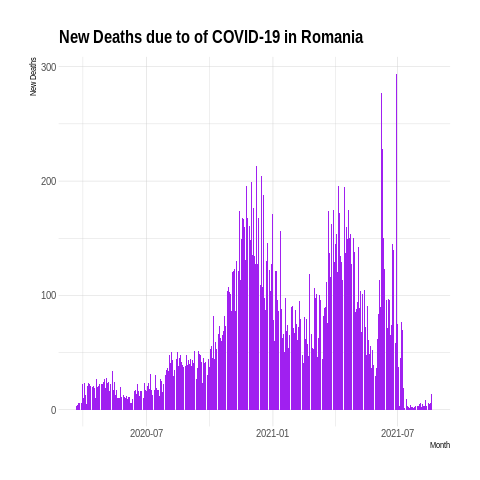 New Deaths due to of COVID-19 in Romania
New Deaths
300
200
100
0
2020-07
2021-01
2021-07
Month